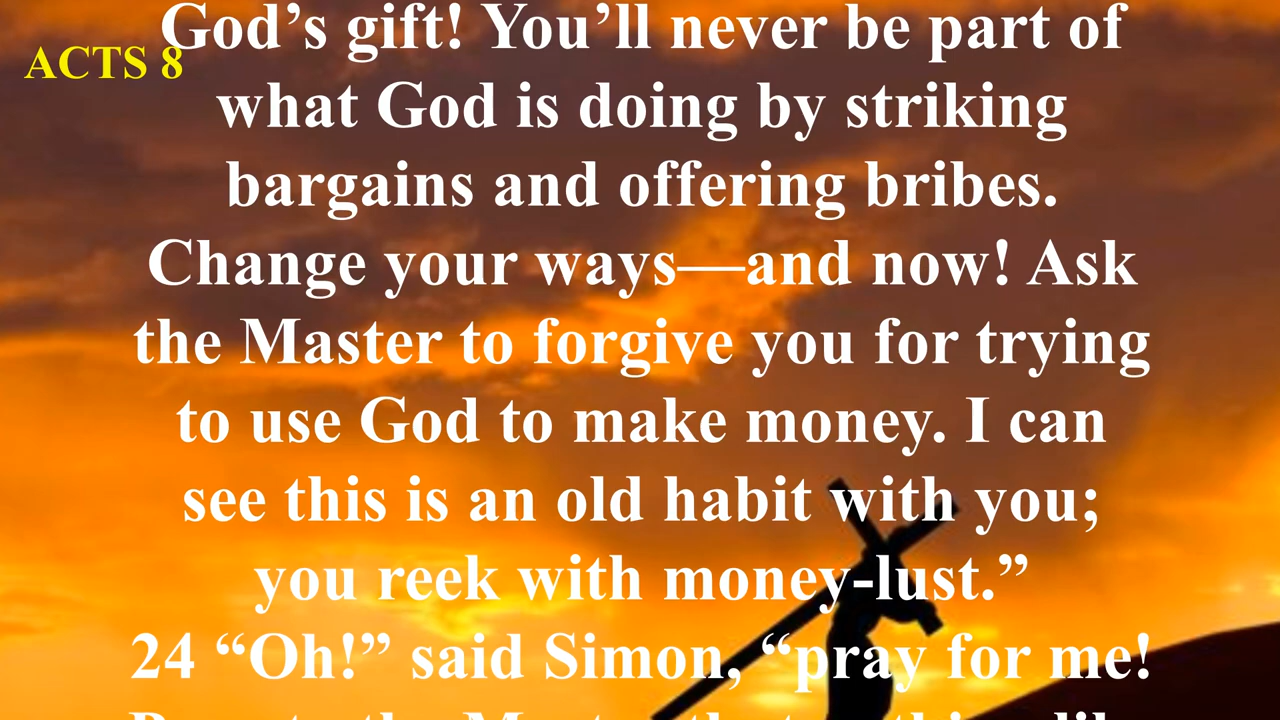 ACTS 8
God’s gift! You’ll never be part of
what God is doing by striking
bargains and offering bribes.
Change your ways—and now! Ask
the Master to forgive you for trying
to use God to make money. I can
see this is an old habit with you;
you reek with money-lust.”
24 “Oh!” said Simon, “pray for me!